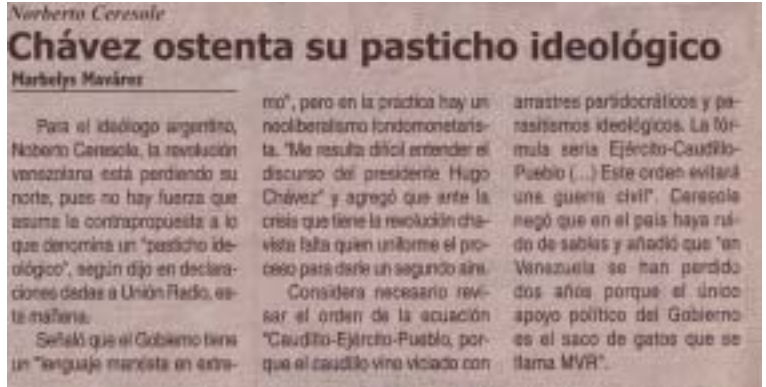 Norberto Ceresole
Chávez ostenta su pasticho ideológico
Marbelys Mavárez
Para el ideólogo argentino,
Noberto Ceresole, la revolución
venezolana está perdiendo su
norte, pues no hay fuerza que
asuma la contrapropuesta a lo
que denomina un "pasticho ide-
ológico", según dijo en declara-
ciones dadas a Unión Radio, es-
ta mañana.
Señaló que el Gobierno tiene
un "lenguaje marxista en extre-
mo", pero en la práctica hay un
neoliberalismo fondomonetaris-
ta. "Me resulta difícil entender el
discurso del presidente Hugo
Chávez" y agregó que ante la
crisis que tiene la revolución cha-
vista falta quien uniforme el pro-
ceso para darle un segundo aire.
Considera necesario revi-
sar el orden de la ecuación
"Caudillo-Ejército-Pueblo, por-
que el caudillo vino viciado con
arrastres partidocráticos y pa-
rasitismos ideológicos. La fór-
mula sería Ejército-Caudillo-
Pueblo (...) Este orden evitará
una guerra civil". Ceresole
negó que en el país haya rui-
do de sables y añadió que "en
Venezuela se han perdido
dos años porque el único
apoyo político del Gobierno
es el saco de gatos que se
llama MVR".